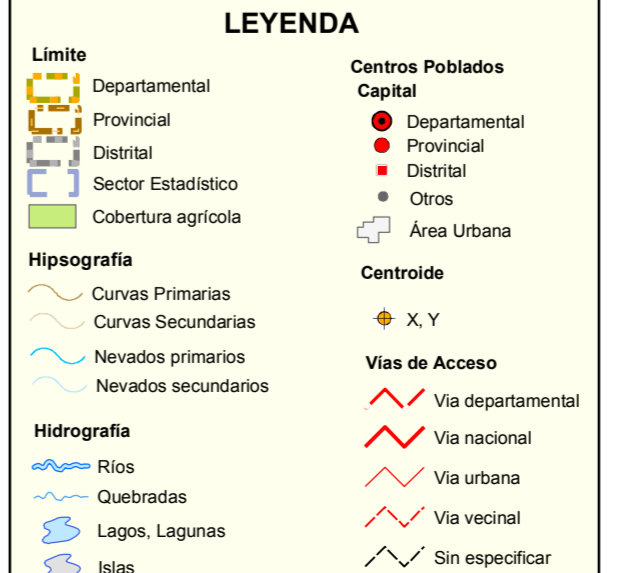 LEYENDA
Límite
Departamental
Provincial
Distrital
Sector Estadístico
Cobertura agrícola
Hipsografía
Curvas Primarias
Curvas Secundarias
Nevados primarios
Nevados secundarios
Hidrografía
Ríos
Quebradas
Lagos, Lagunas
Islas
Centros Poblados
Capital
Departamental
Provincial
Distrital
Otros
Área Urbana
Centroide
X, Y
Vías de Acceso
Via departamental
Via nacional
Via urbana
Via vecinal
Sin especificar